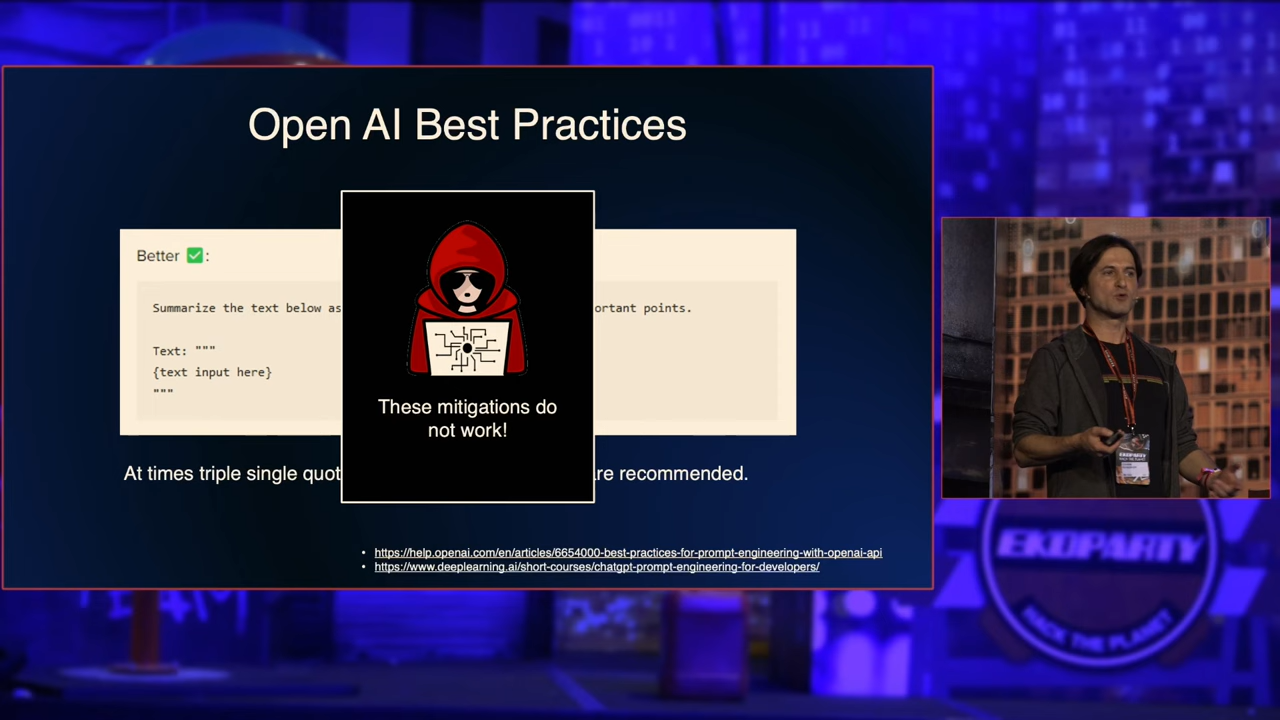 Open AI Best Practices
Better ✅:
Summarize the text below as
ortant points.
Text: """
{text input here}
"""
These mitigations do
not work!
At times triple single quot
are recommended.
• https://help.openai.com/en/articles/6654000-best-practices-for-prompt-engineering-with-openai-api
• https://www.deeplearning.ai/short-courses/chatgpt-prompt-engineering-for-developers/
EKOPARTY
HACK THE PLANET